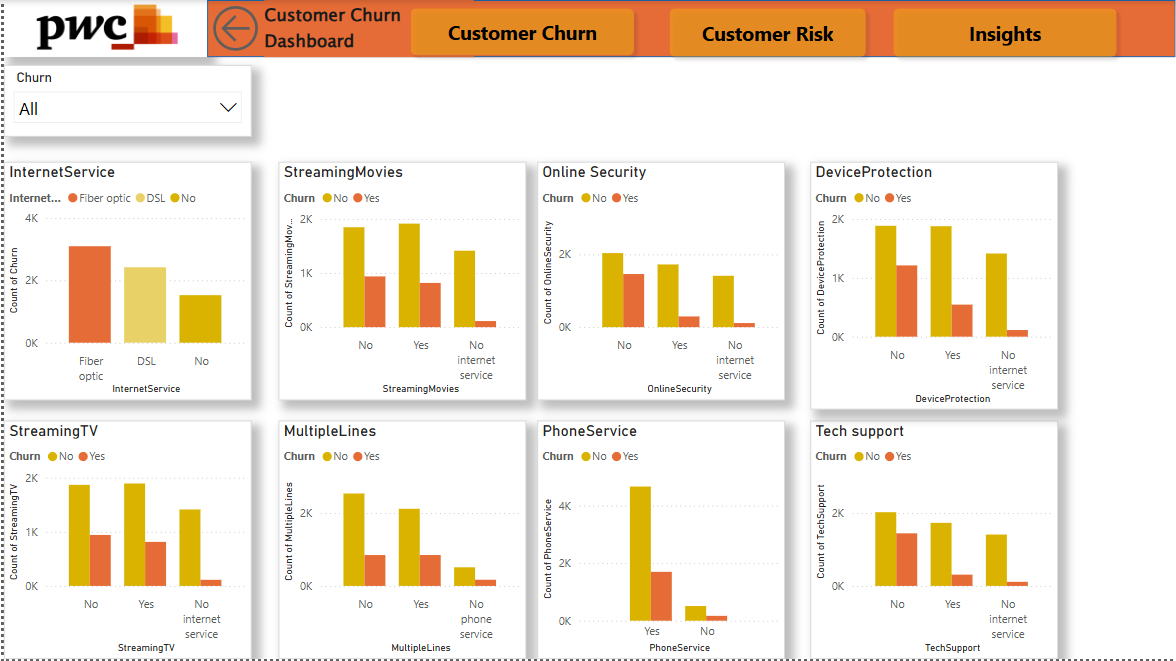 pwc
Customer Churn
Dashboard
Customer Churn
Customer Risk
Insights
Churn
All
InternetService
Internet... Fiber optic DSL No
4K
2K
0K
Count of Churn
Fiber
optic
DSL
No
InternetService
StreamingMovies
Churn No Yes
2K
1K
0K
Count of StreamingMov...
No
Yes
No
internet
service
StreamingMovies
Online Security
Churn No Yes
2K
0K
Count of OnlineSecurity
No
Yes
No
internet
service
OnlineSecurity
DeviceProtection
Churn No Yes
2K
1K
0K
Count of DeviceProtection
No
Yes
No
internet
service
DeviceProtection
StreamingTV
Churn No Yes
2K
1K
0K
Count of StreamingTV
No
Yes
No
internet
service
StreamingTV
MultipleLines
Churn No Yes
2K
0K
Count of MultipleLines
No
Yes
No
phone
service
MultipleLines
PhoneService
Churn No Yes
4K
2K
0K
Count of PhoneService
Yes
No
PhoneService
Tech support
Churn No Yes
2K
0K
Count of TechSupport
No
Yes
No
internet
service
TechSupport